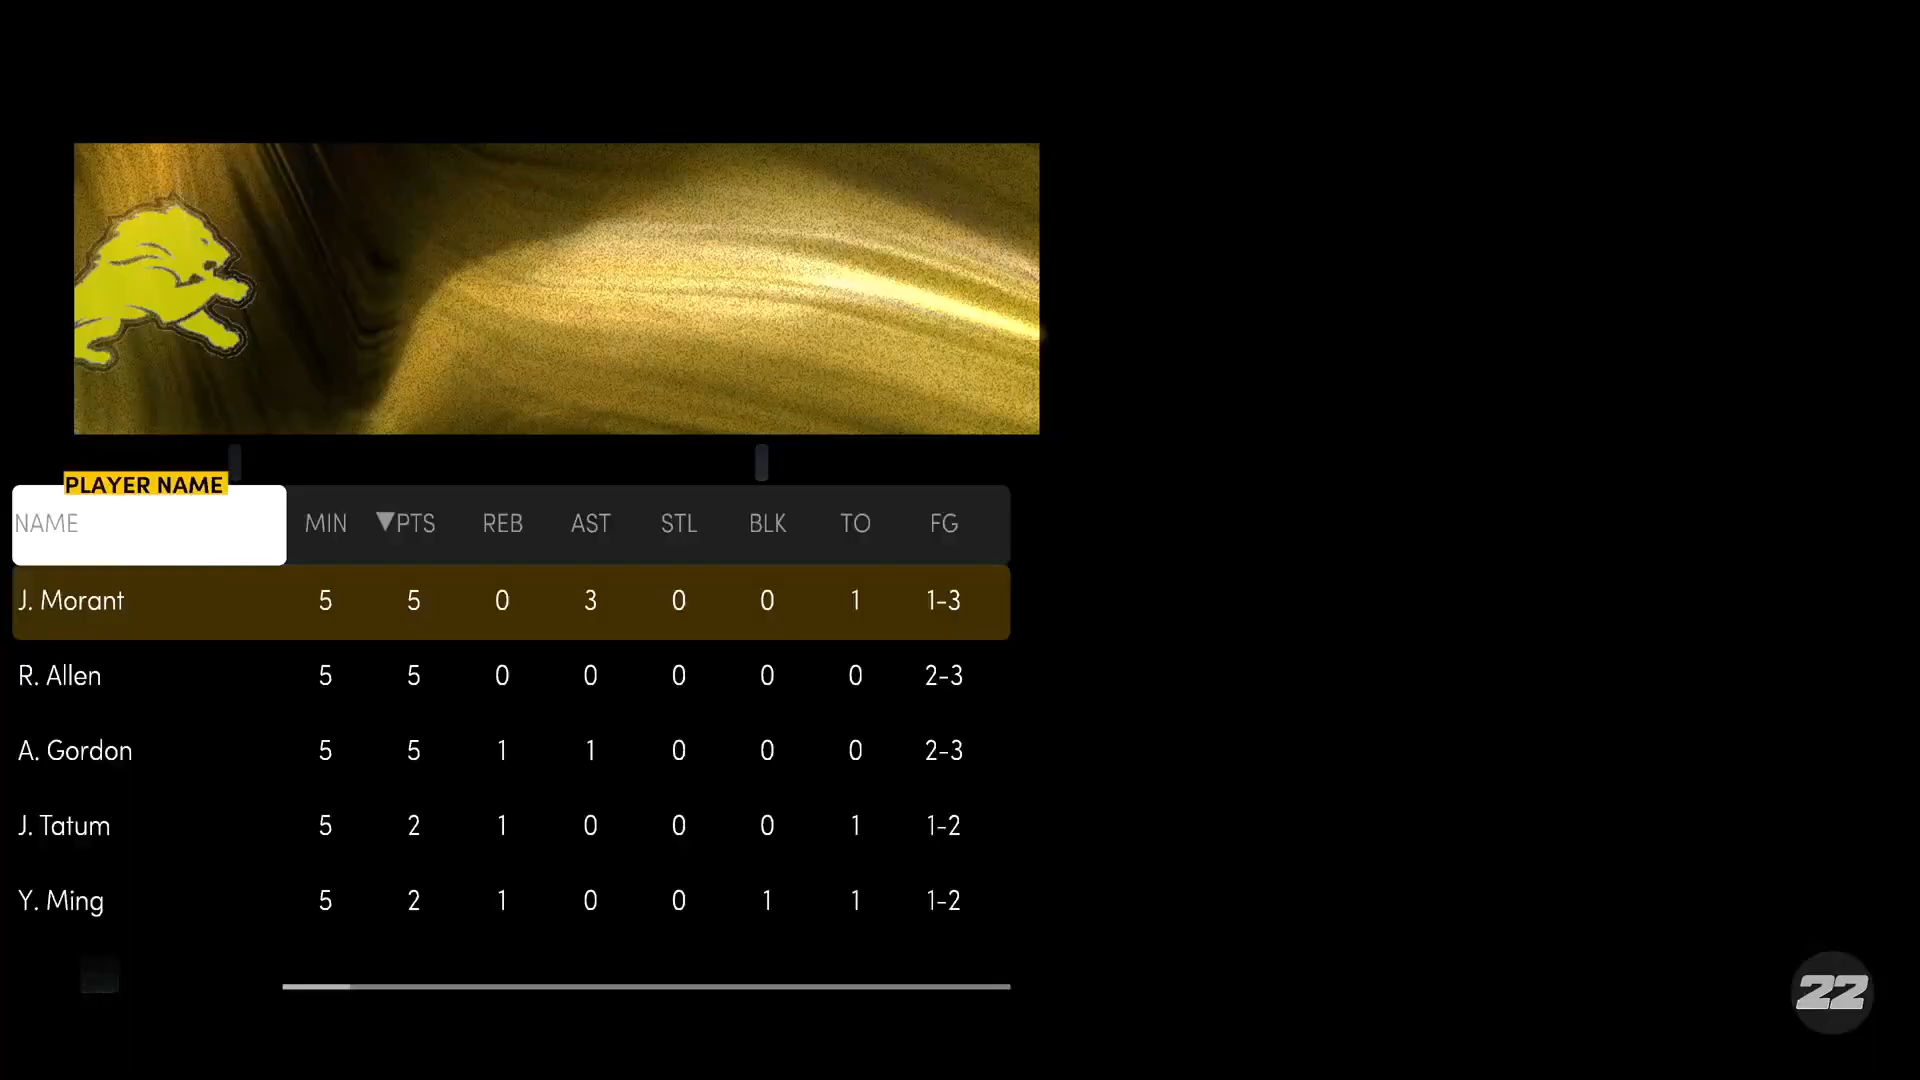 PLAYER NAME
NAME MIN ▼PTS REB AST STL BLK TO FG
J. Morant 5 5 0 3 0 0 1 1-3
R. Allen 5 5 0 0 0 0 0 2-3
A. Gordon 5 5 1 1 0 0 0 2-3
J. Tatum 5 2 1 0 0 0 1 1-2
Y. Ming 5 2 1 0 0 1 1 1-2
22